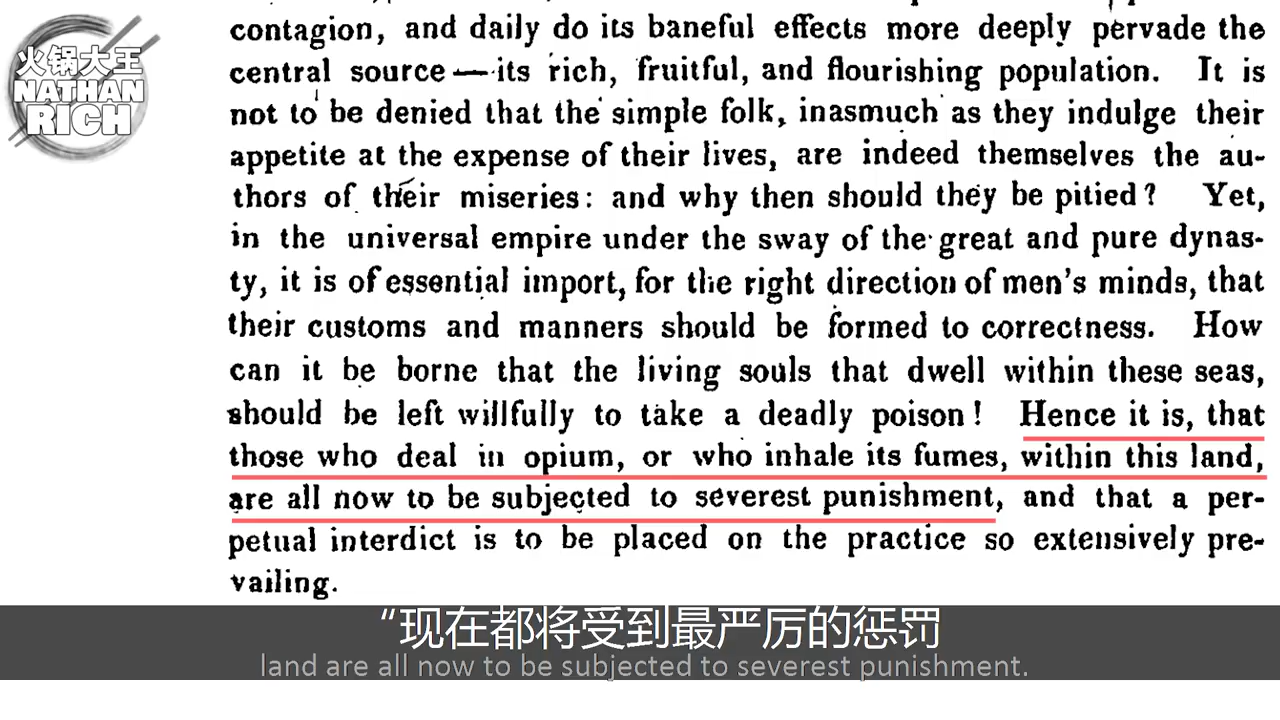 火锅大王
NATHAN
RICH
contagion, and daily do its baneful effects more deeply pervade the
central source—its rich, fruitful, and flourishing population. It is
not to be denied that the simple folk, inasmuch as they indulge their
appetite at the expense of their lives, are indeed themselves the au-
thors of their miseries: and why then should they be pitied? Yet,
in the universal empire under the sway of the great and pure dynas-
ty, it is of essential import, for the right direction of men's minds, that
their customs and manners should be formed to correctness. How
can it be borne that the living souls that dwell within these seas,
should be left willfully to take a deadly poison! Hence it is, that
those who deal in opium, or who inhale its fumes, within this land,
are all now to be subjected to severest punishment, and that a per-
petual interdict is to be placed on the practice so extensively pre-
vailing.
“现在都将受到最严厉的惩罚
land are all now to be subjected to severest punishment.